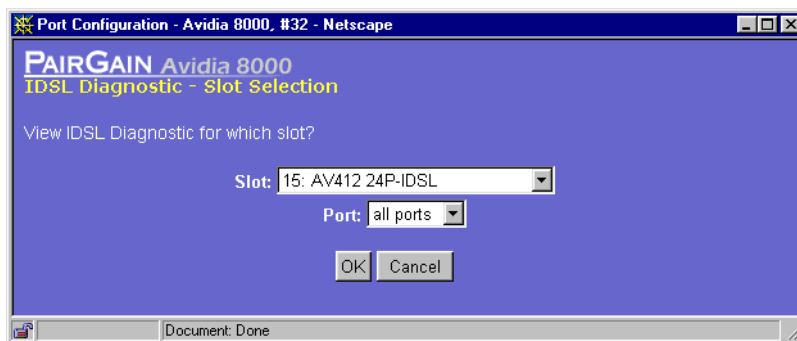 Port Configuration - Avidia 8000, #32 - Netscape
PAIRGAIN Avidia 8000
IDSL Diagnostic - Slot Selection
View IDSL Diagnostic for which slot?
Slot: 15: AV412 24P-IDSL
Port: all ports
OK Cancel
Document: Done